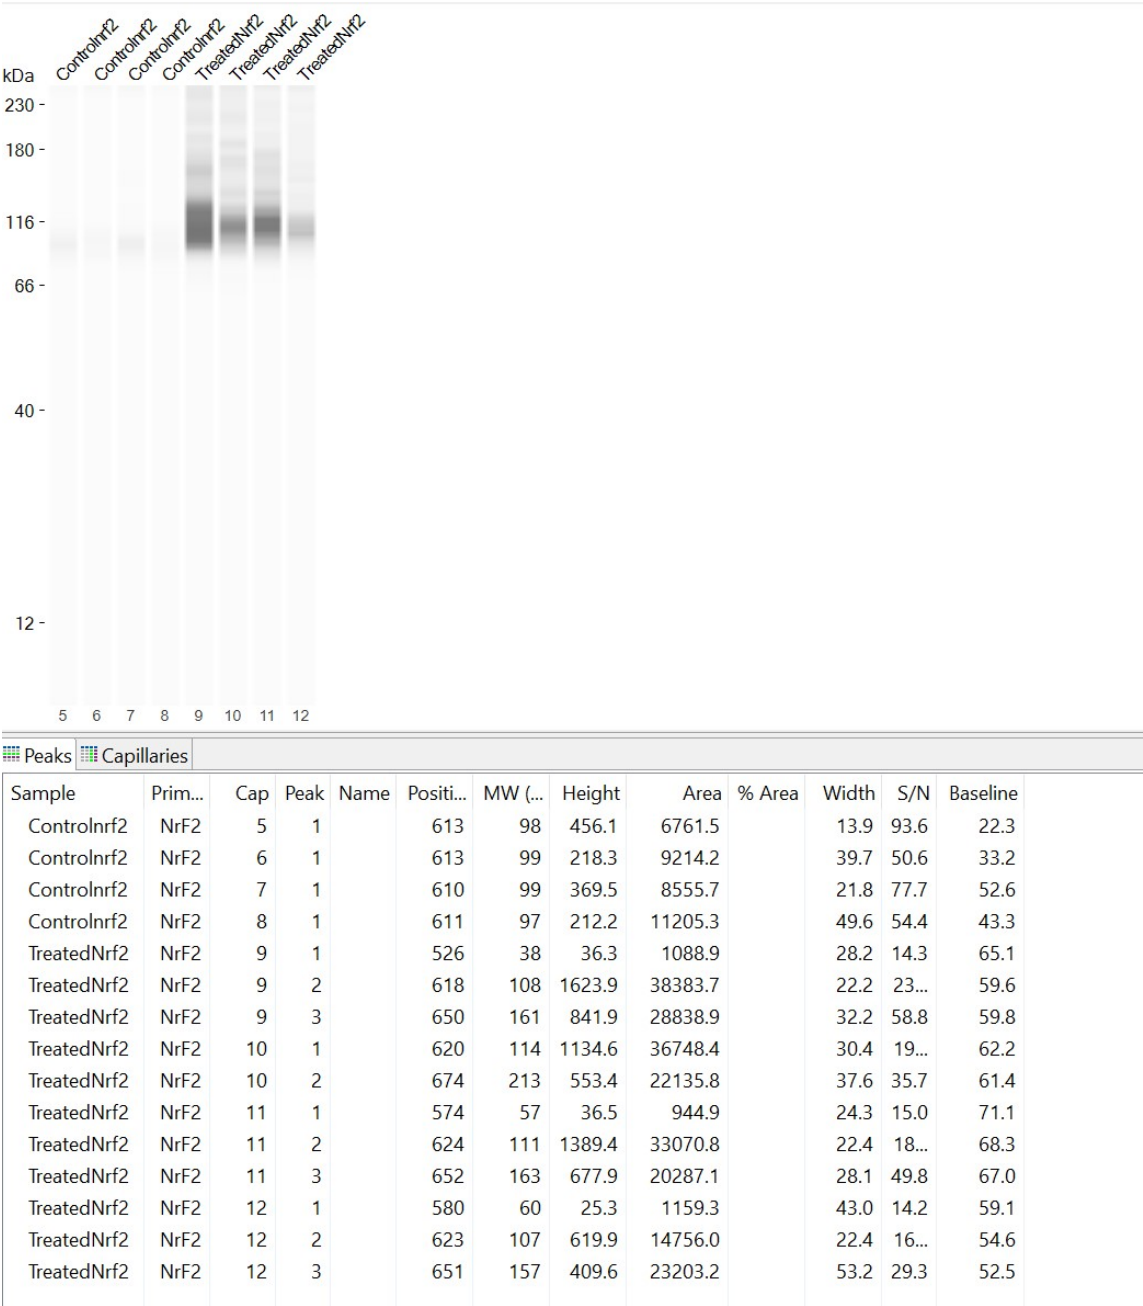 Controlnrf2 Controlnrf2 Controlnrf2 Controlnrf2 TreatedNrf2 TreatedNrf2 TreatedNrf2 TreatedNrf2
kDa
230 -
180 -
116 -
66 -
40 -
12 -
5 6 7 8 9 10 11 12
Peaks Capillaries
Sample Prim... Cap Peak Name Positi... MW (... Height Area % Area Width S/N Baseline
Controlnrf2 NrF2 5 1 613 98 456.1 6761.5 13.9 93.6 22.3
Controlnrf2 NrF2 6 1 613 99 218.3 9214.2 39.7 50.6 33.2
Controlnrf2 NrF2 7 1 610 99 369.5 8555.7 21.8 77.7 52.6
Controlnrf2 NrF2 8 1 611 97 212.2 11205.3 49.6 54.4 43.3
TreatedNrf2 NrF2 9 1 526 38 36.3 1088.9 28.2 14.3 65.1
TreatedNrf2 NrF2 9 2 618 108 1623.9 38383.7 22.2 23... 59.6
TreatedNrf2 NrF2 9 3 650 161 841.9 28838.9 32.2 58.8 59.8
TreatedNrf2 NrF2 10 1 620 114 1134.6 36748.4 30.4 19... 62.2
TreatedNrf2 NrF2 10 2 674 213 553.4 22135.8 37.6 35.7 61.4
TreatedNrf2 NrF2 11 1 574 57 36.5 944.9 24.3 15.0 71.1
TreatedNrf2 NrF2 11 2 624 111 1389.4 33070.8 22.4 18... 68.3
TreatedNrf2 NrF2 11 3 652 163 677.9 20287.1 28.1 49.8 67.0
TreatedNrf2 NrF2 12 1 580 60 25.3 1159.3 43.0 14.2 59.1
TreatedNrf2 NrF2 12 2 623 107 619.9 14756.0 22.4 16... 54.6
TreatedNrf2 NrF2 12 3 651 157 409.6 23203.2 53.2 29.3 52.5